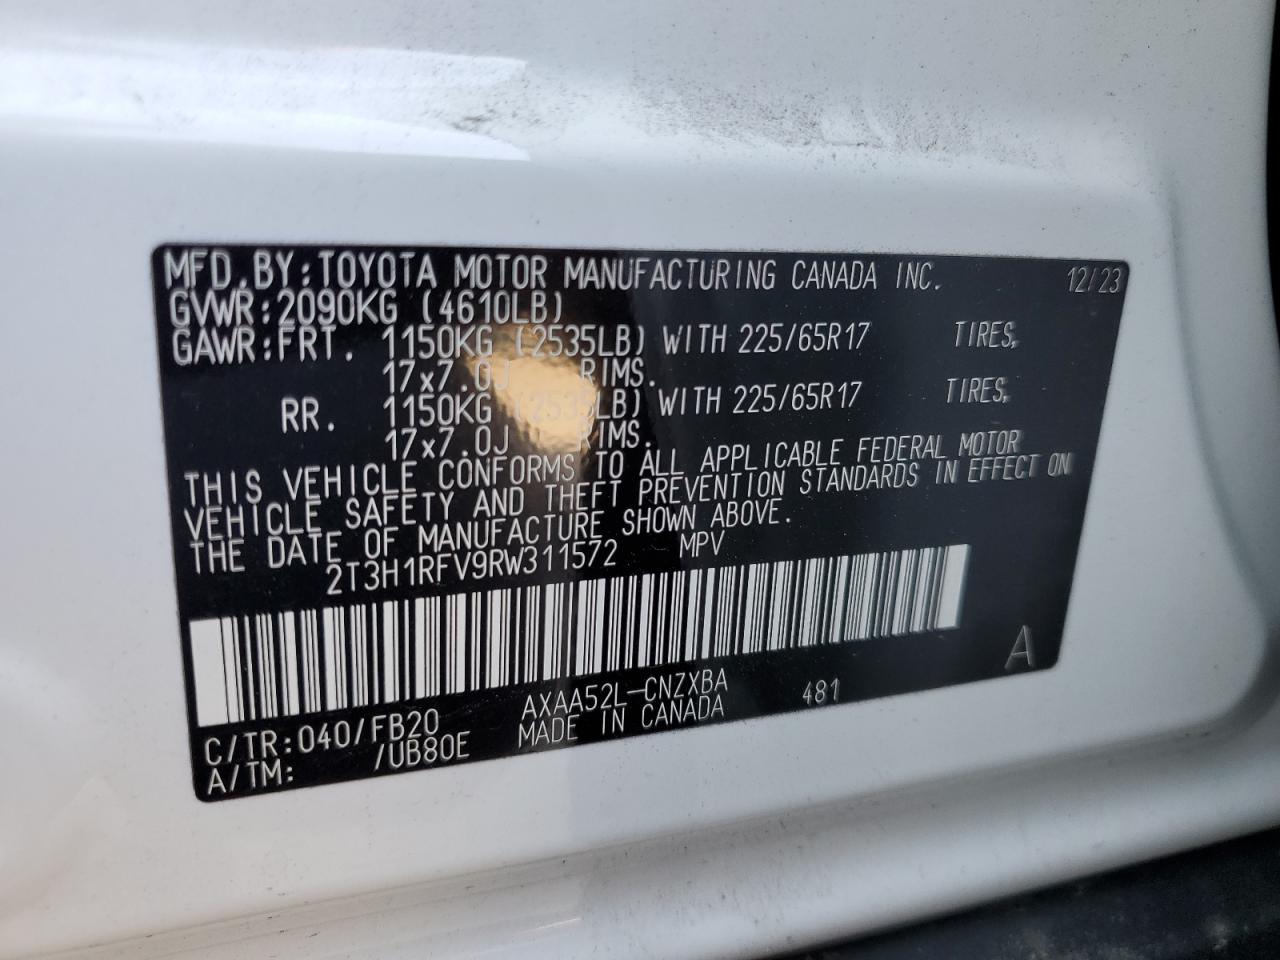 MFD.BY:TOYOTA MOTOR MANUFACTURING CANADA INC. 12/23
GVWR:2090KG (4610LB)
GAWR:FRT. 1150KG (2535LB) WITH 225/65R17 TIRES,
17x7.0J RIMS.
RR. 1150KG (2535LB) WITH 225/65R17 TIRES,
17x7.0J RIMS.
THIS VEHICLE CONFORMS TO ALL APPLICABLE FEDERAL MOTOR
VEHICLE SAFETY AND THEFT PREVENTION STANDARDS IN EFFECT ON
THE DATE OF MANUFACTURE SHOWN ABOVE.
2T3H1RFV9RW311572 MPV
A
C/TR:040/FB20 AXAA52L-CNZXBA 481
A/TM: /UB80E MADE IN CANADA